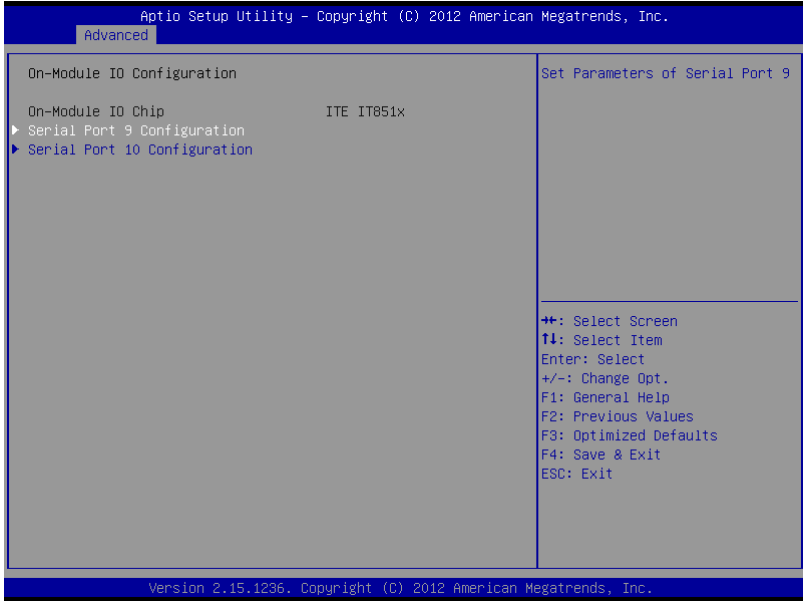 Aptio Setup Utility – Copyright (C) 2012 American Megatrends, Inc.
Advanced
On-Module IO Configuration
On-Module IO Chip ITE IT851x
▶ Serial Port 9 Configuration
▶ Serial Port 10 Configuration
Set Parameters of Serial Port 9
→←: Select Screen
↑↓: Select Item
Enter: Select
+/-: Change Opt.
F1: General Help
F2: Previous Values
F3: Optimized Defaults
F4: Save & Exit
ESC: Exit
Version 2.15.1236. Copyright (C) 2012 American Megatrends, Inc.